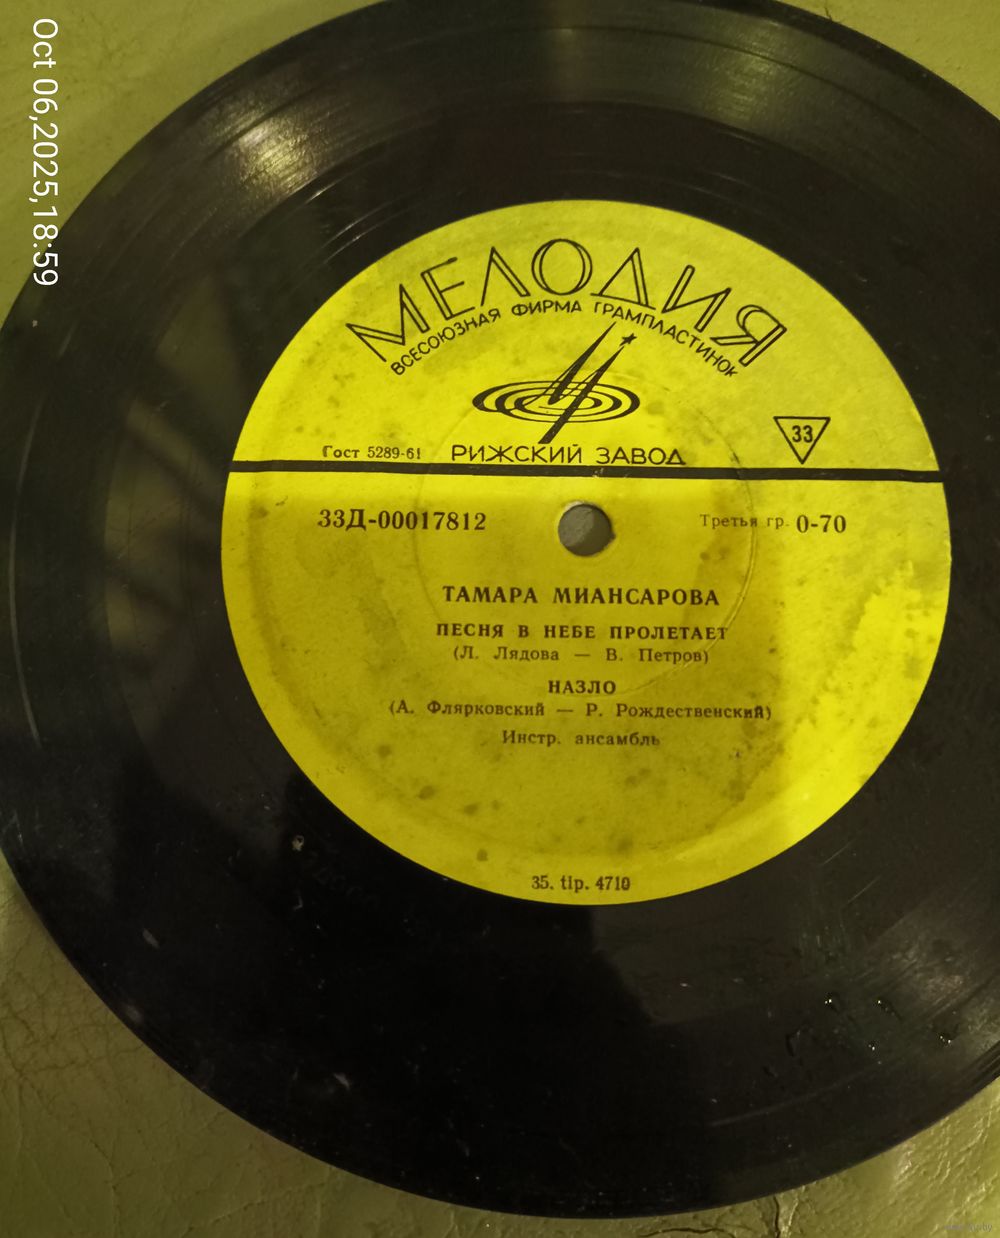 Oct 06,2025,18:59
МЕЛОДИЯ
ВСЕСОЮЗНАЯ ФИРМА ГРАМПЛАСТИНОК
33
Гост 5289-61 РИЖСКИЙ ЗАВОД
33Д-00017812 Третья гр. 0-70
ТАМАРА МИАНСАРОВА
ПЕСНЯ В НЕБЕ ПРОЛЕТАЕТ
(Л. Лядова — В. Петров)
НАЗЛО
(А. Флярковский — Р. Рождественский)
Инстр. ансамбль
35. tip. 4710